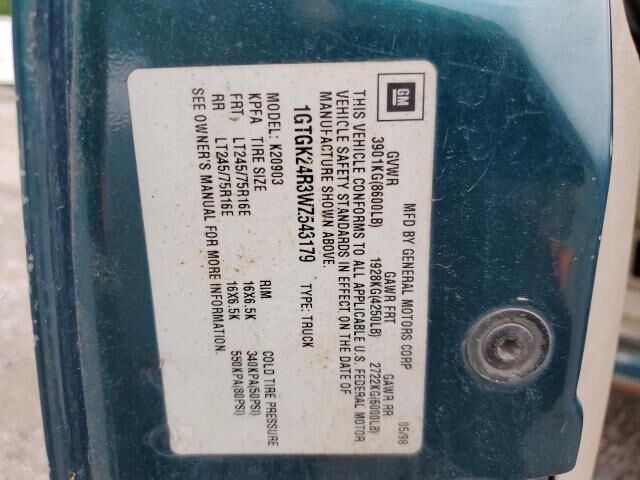 GM
MFD BY GENERAL MOTORS CORP 05/98
GVWR GAWR FRT GAWR RR
3901KG(8600LB) 1928KG(4250LB) 2722KG(6000LB)
THIS VEHICLE CONFORMS TO ALL APPLICABLE U.S. FEDERAL MOTOR
VEHICLE SAFETY STANDARDS IN EFFECT ON THE DATE OF
MANUFACTURE SHOWN ABOVE.
1GTGK24R3WZ543179 TYPE: TRUCK
MODEL: K20903
KPFA TIRE SIZE RIM COLD TIRE PRESSURE
FRT) LT245/75R16E 16X6.5K 340KPA(50PSI)
RR LT245/75R16E 16X6.5K 550KPA(80PSI)
SEE OWNER'S MANUAL FOR MORE INFORMATION.